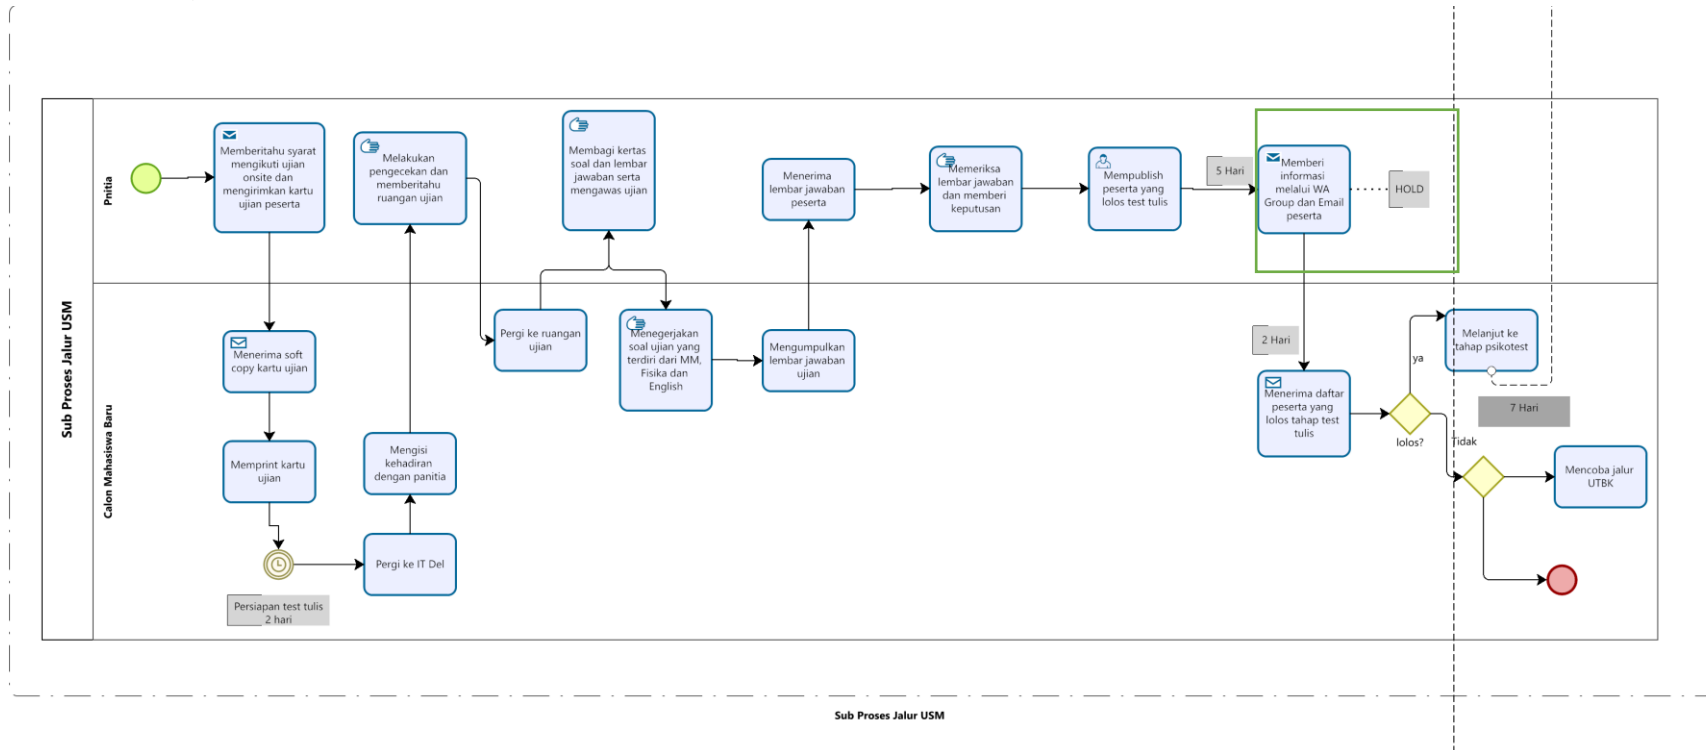 Sub Proses Jalur USM
Pnitia
Memberitahu syarat
mengikuti ujian
onsite dan
mengirimkan kartu
ujian peserta
Melakukan
pengecekan dan
memberitahu
ruangan ujian
Membagi kertas
soal dan lembar
jawaban serta
mengawas ujian
Menerima
lembar jawaban
peserta
Memeriksa
lembar jawaban
dan memberi
keputusan
Mempublish
peserta yang
lolos test tulis
5 Hari
Memberi
informasi
melalui WA
Group dan Email
peserta
HOLD
Calon Mahasiswa Baru
Menerima soft
copy kartu ujian
Memprint kartu
ujian
Persiapan test tulis
2 hari
Pergi ke IT Del
Mengisi
kehadiran
dengan panitia
Pergi ke ruangan
ujian
Menegerjakan
soal ujian yang
terdiri dari MM,
Fisika dan
English
Mengumpulkan
lembar jawaban
ujian
2 Hari
Menerima daftar
peserta yang
lolos tahap test
tulis
lolos?
ya
Melanjut ke
tahap psikotest
7 Hari
Tidak
Mencoba jalur
UTBK
Sub Proses Jalur USM